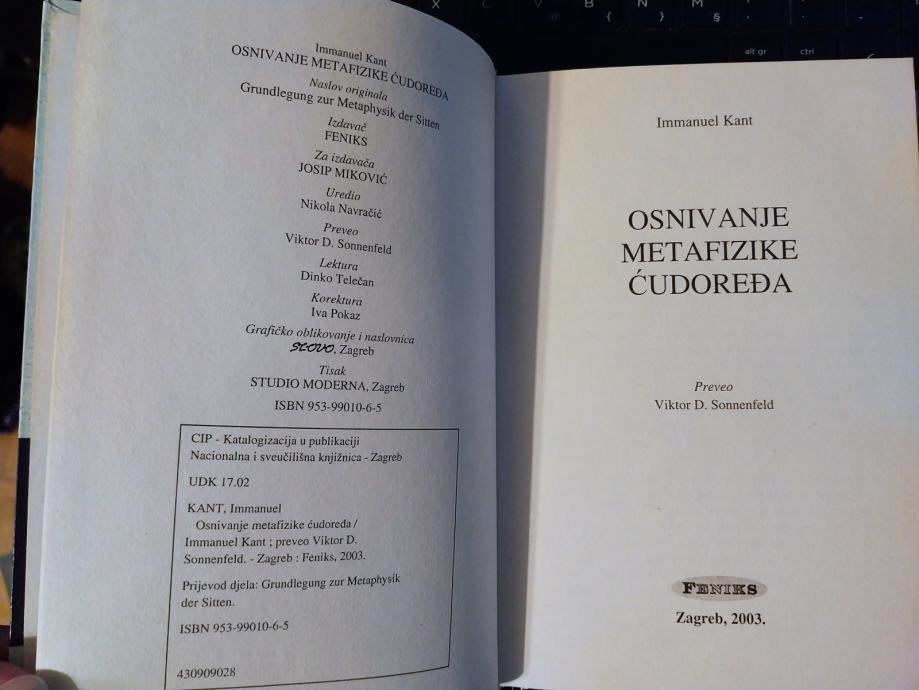 Immanuel Kant
OSNIVANJE METAFIZIKE ĆUDOREĐA
Naslov originala
Grundlegung zur Metaphysik der Sitten
Izdavač
FENIKS
Za izdavača
JOSIP MIKOVIĆ
Uredio
Nikola Navračić
Preveo
Viktor D. Sonnenfeld
Lektura
Dinko Telečan
Korektura
Iva Pokaz
Grafičko oblikovanje i naslovnica
SLOVO, Zagreb
Tisak
STUDIO MODERNA, Zagreb
ISBN 953-99010-6-5
CIP - Katalogizacija u publikaciji
Nacionalna i sveučilišna knjižnica - Zagreb
UDK 17.02
KANT, Immanuel
Osnivanje metafizike ćudoređa /
Immanuel Kant ; preveo Viktor D.
Sonnenfeld. - Zagreb : Feniks, 2003.
Prijevod djela: Grundlegung zur Metaphysik
der Sitten.
ISBN 953-99010-6-5
430909028
Immanuel Kant
OSNIVANJE
METAFIZIKE
ĆUDOREĐA
Preveo
Viktor D. Sonnenfeld
FENIKS
Zagreb, 2003.
X C V B N M
{ } §
alt gr ctrl